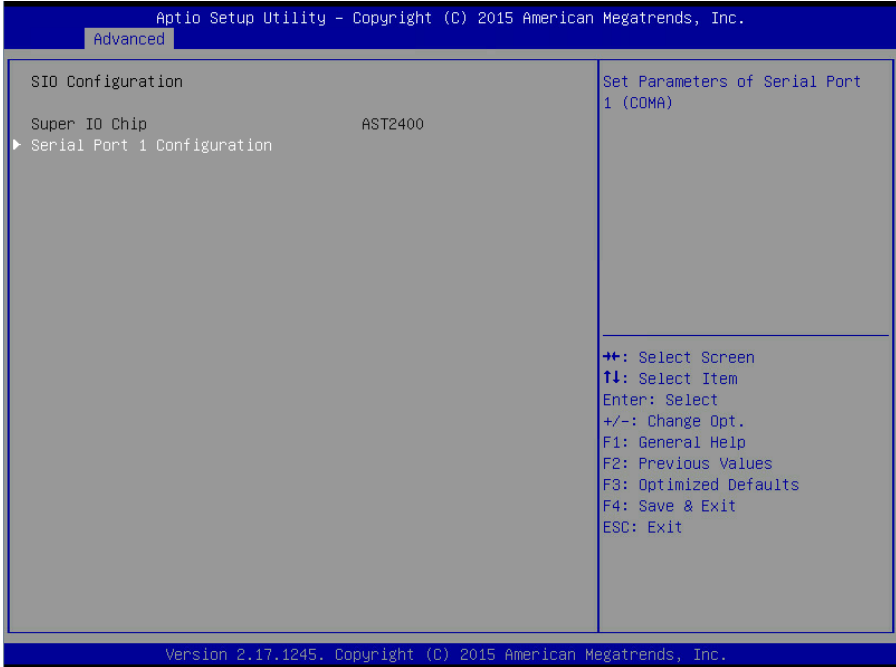 Aptio Setup Utility – Copyright (C) 2015 American Megatrends, Inc.
Advanced
SIO Configuration
Super IO Chip AST2400
▶ Serial Port 1 Configuration
Set Parameters of Serial Port
1 (COMA)
→←: Select Screen
↑↓: Select Item
Enter: Select
+/-: Change Opt.
F1: General Help
F2: Previous Values
F3: Optimized Defaults
F4: Save & Exit
ESC: Exit
Version 2.17.1245. Copyright (C) 2015 American Megatrends, Inc.